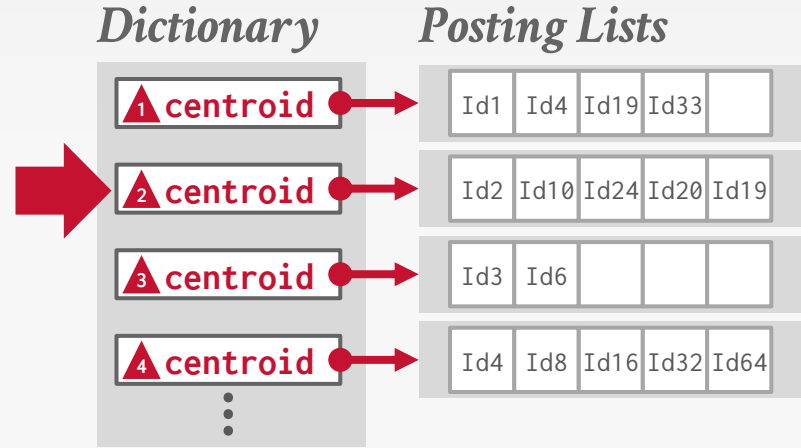 Dictionary Posting Lists
1 centroid Id1 Id4 Id19 Id33
2 centroid Id2 Id10 Id24 Id20 Id19
3 centroid Id3 Id6
4 centroid Id4 Id8 Id16 Id32 Id64